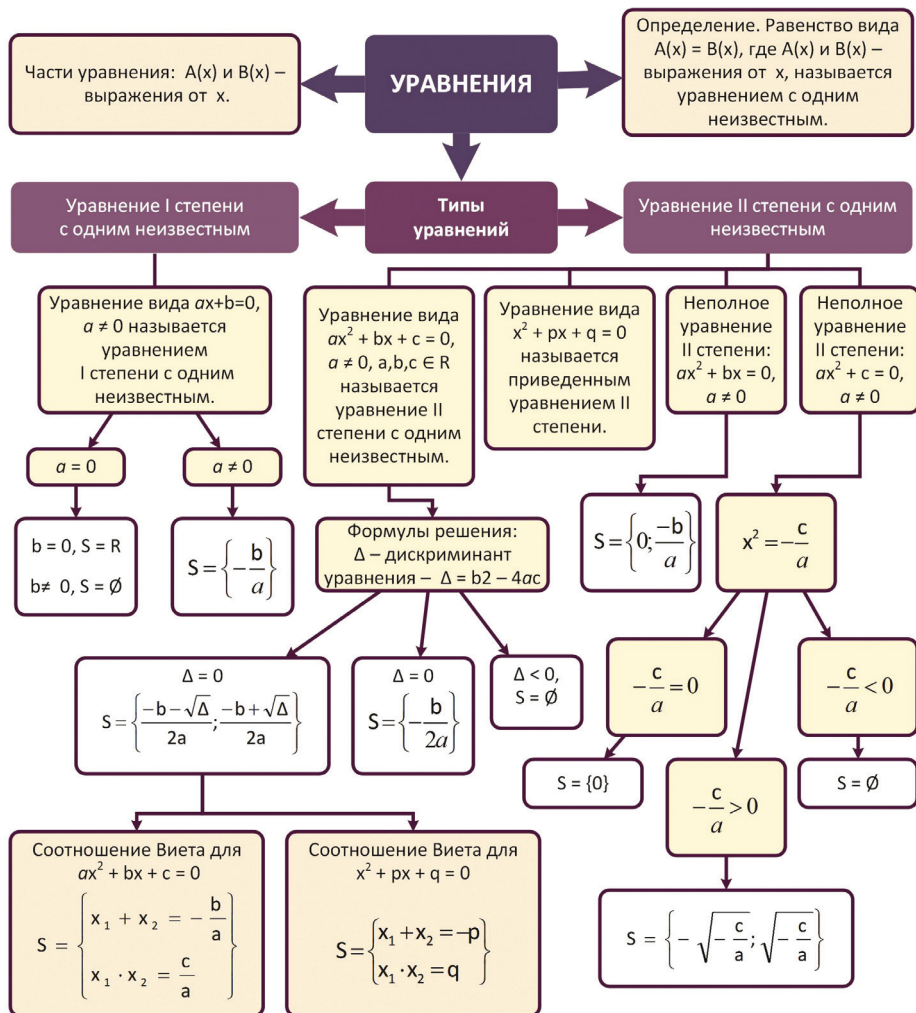 Части уравнения: A(x) и B(x) –
выражения от x.
УРАВНЕНИЯ
Определение. Равенство вида
A(x) = B(x), где A(x) и B(x) –
выражения от x, называется
уравнением с одним
неизвестным.
Уравнение I степени
с одним неизвестным
Типы
уравнений
Уравнение II степени с одним
неизвестным
Уравнение вида ax+b=0,
a ≠ 0 называется
уравнением
I степени с одним
неизвестным.
Уравнение вида
ax² + bx + c = 0,
a ≠ 0, a,b,c ∈ R
называется
уравнение II
степени с одним
неизвестным.
Уравнение вида
x² + px + q = 0
называется
приведенным
уравнением II
степени.
Неполное
уравнение
II степени:
ax² + bx = 0,
a ≠ 0
Неполное
уравнение
II степени:
ax² + c = 0,
a ≠ 0
a = 0
a ≠ 0
b = 0, S = R
b≠ 0, S = Ø
S = {-b/a}
Формулы решения:
Δ – дискриминант
уравнения – Δ = b2 – 4ac
S = {0; -b/a}
x² = -c/a
Δ = 0
S = {(-b-√Δ)/2a; (-b+√Δ)/2a}
Δ = 0
S = {-b/2a}
Δ < 0,
S = Ø
-c/a = 0
-c/a < 0
S = {0}
-c/a > 0
S = Ø
Соотношение Виета для
ax² + bx + c = 0
S = {x₁ + x₂ = -b/a
x₁ · x₂ = c/a}
Соотношение Виета для
x² + px + q = 0
S = {x₁ + x₂ = -p
x₁ · x₂ = q}
S = {-√(-c/a); √(-c/a)}